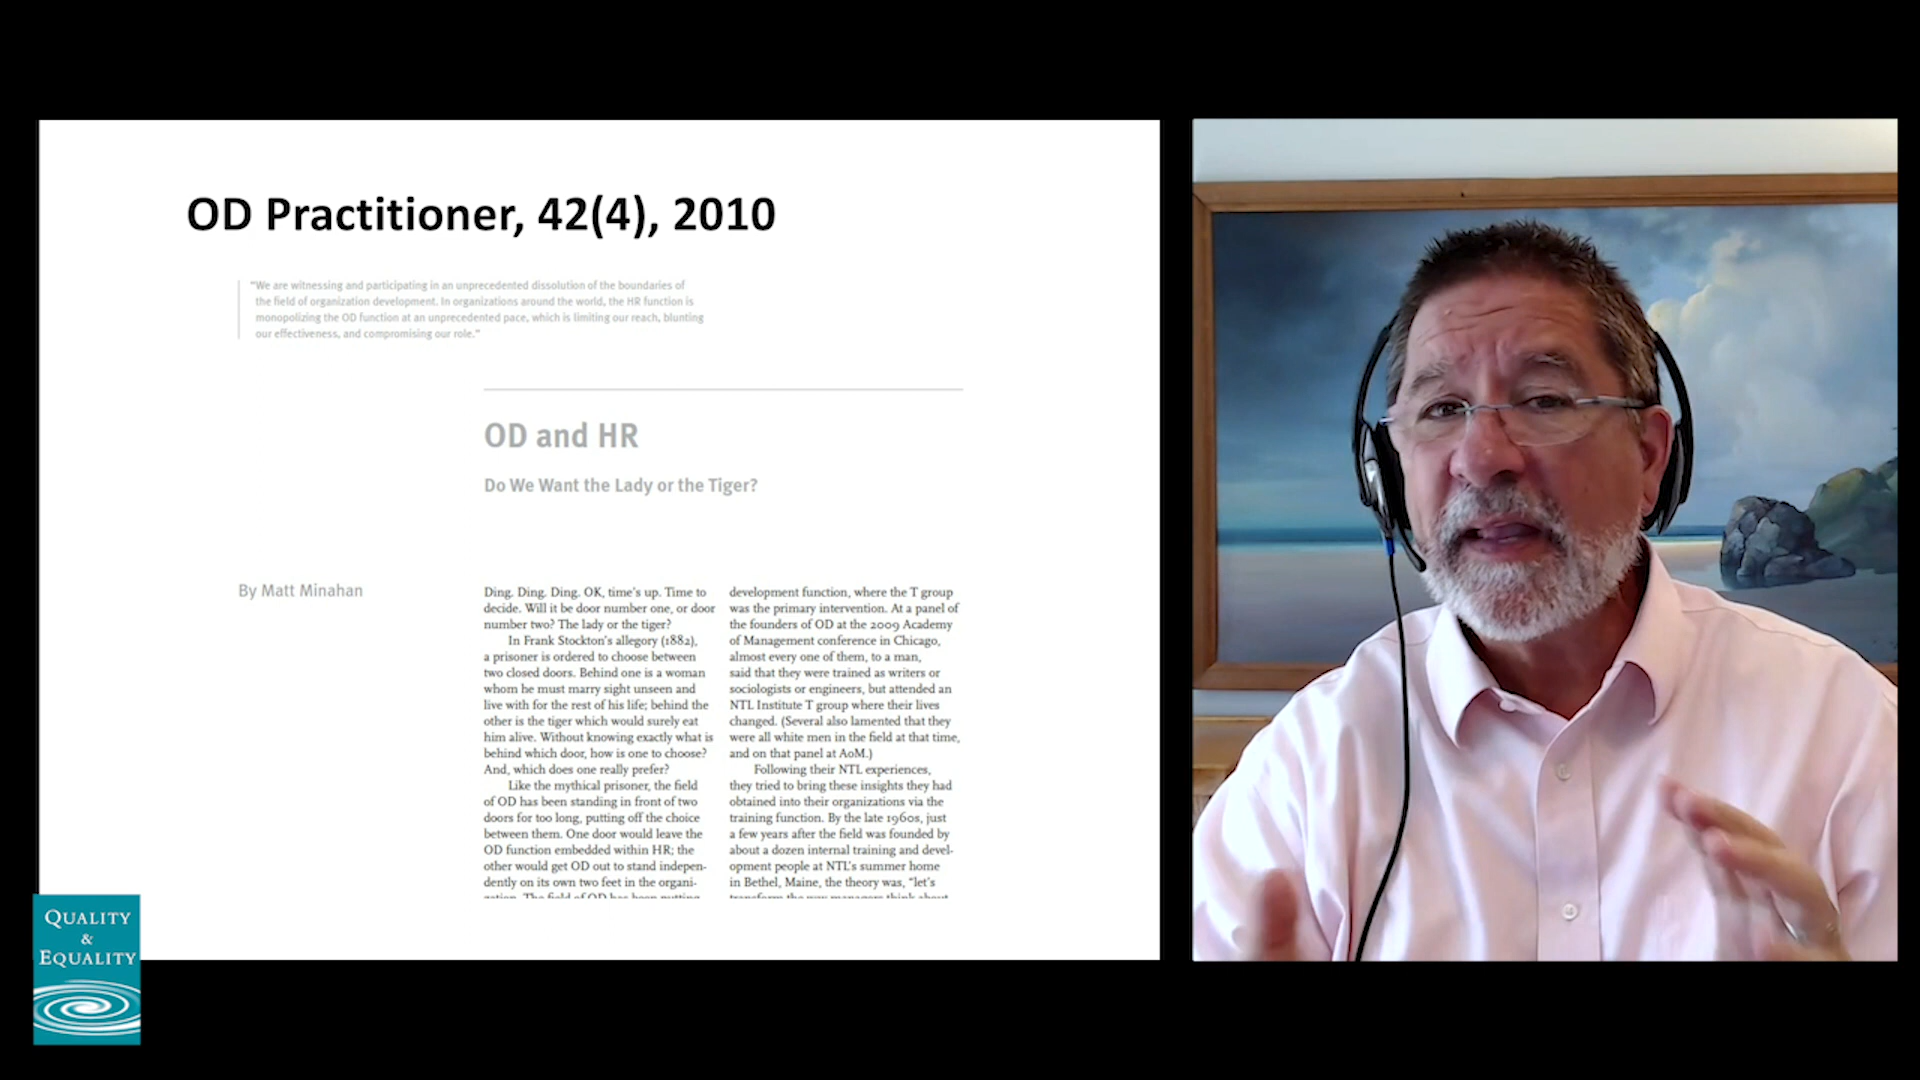 OD Practitioner, 42(4), 2010
“We are witnessing and participating in an unprecedented dissolution of the boundaries of
the field of organization development. In organizations around the world, the HR function is
monopolizing the OD function at an unprecedented pace, which is limiting our reach, blunting
our effectiveness, and compromising our role.”
OD and HR
Do We Want the Lady or the Tiger?
By Matt Minahan
Ding. Ding. Ding. OK, time’s up. Time to
decide. Will it be door number one, or door
number two? The lady or the tiger?
In Frank Stockton’s allegory (1882),
a prisoner is ordered to choose between
two closed doors. Behind one is a woman
whom he must marry sight unseen and
live with for the rest of his life; behind the
other is the tiger which would surely eat
him alive. Without knowing exactly what is
behind which door, how is one to choose?
And, which does one really prefer?
Like the mythical prisoner, the field
of OD has been standing in front of two
doors for too long, putting off the choice
between them. One door would leave the
OD function embedded within HR; the
other would get OD out to stand indepen-
dently on its own two feet in the organi-
zation. The field of OD has been putting
development function, where the T group
was the primary intervention. At a panel of
the founders of OD at the 2009 Academy
of Management conference in Chicago,
almost every one of them, to a man,
said that they were trained as writers or
sociologists or engineers, but attended an
NTL Institute T group where their lives
changed. (Several also lamented that they
were all white men in the field at that time,
and on that panel at AoM.)
Following their NTL experiences,
they tried to bring these insights they had
obtained into their organizations via the
training function. By the late 1960s, just
a few years after the field was founded by
about a dozen internal training and devel-
opment people at NTL’s summer home
in Bethel, Maine, the theory was, “let’s
transform the way managers think about
QUALITY
&
EQUALITY